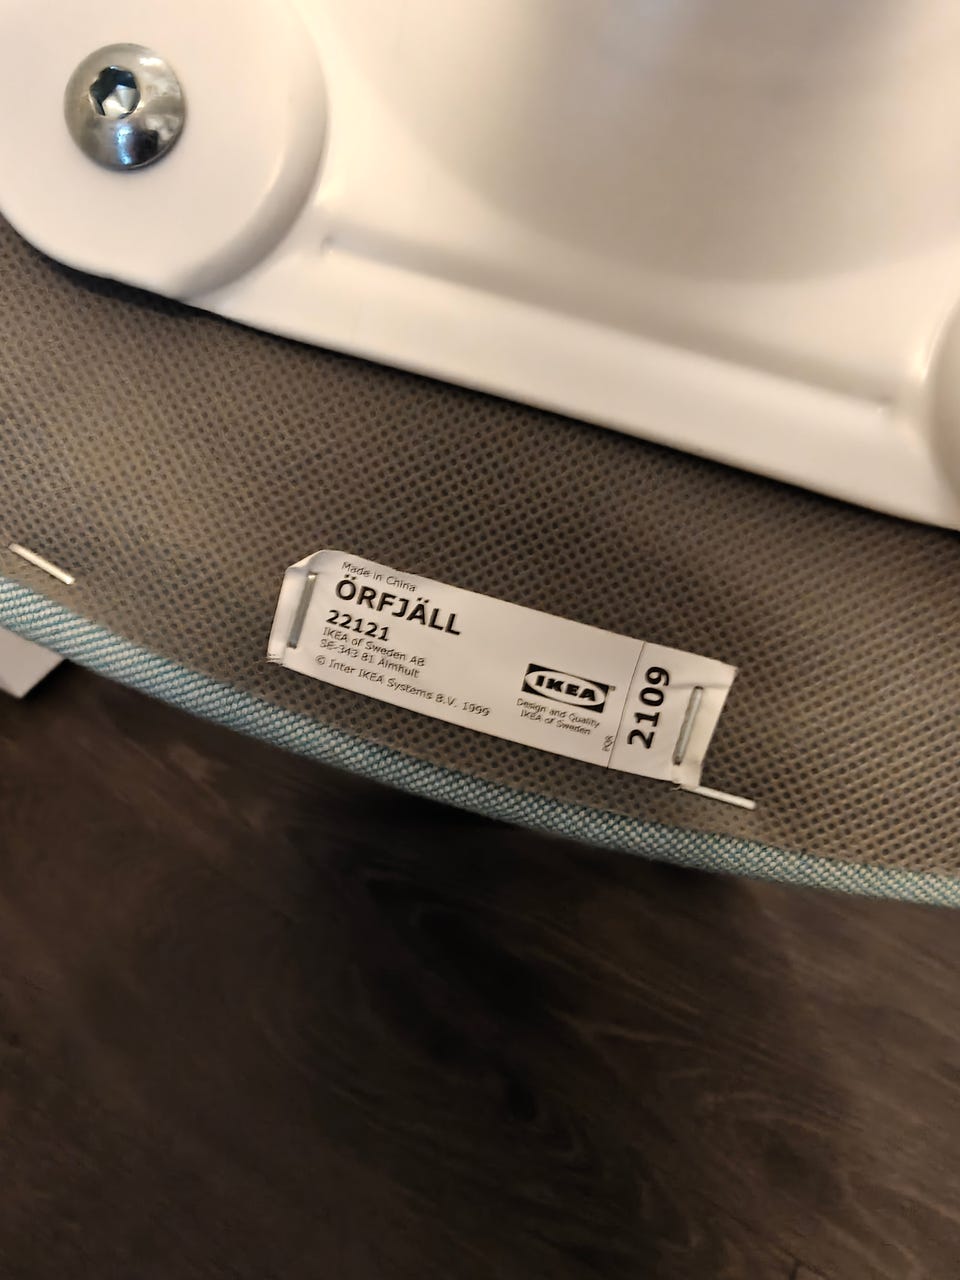 Made in China
ÖRFJÄLL
22121
IKEA of Sweden AB
SE-343 81 Älmhult
© Inter IKEA Systems B.V. 1999
IKEA
Design and Quality
IKEA of Sweden
2109